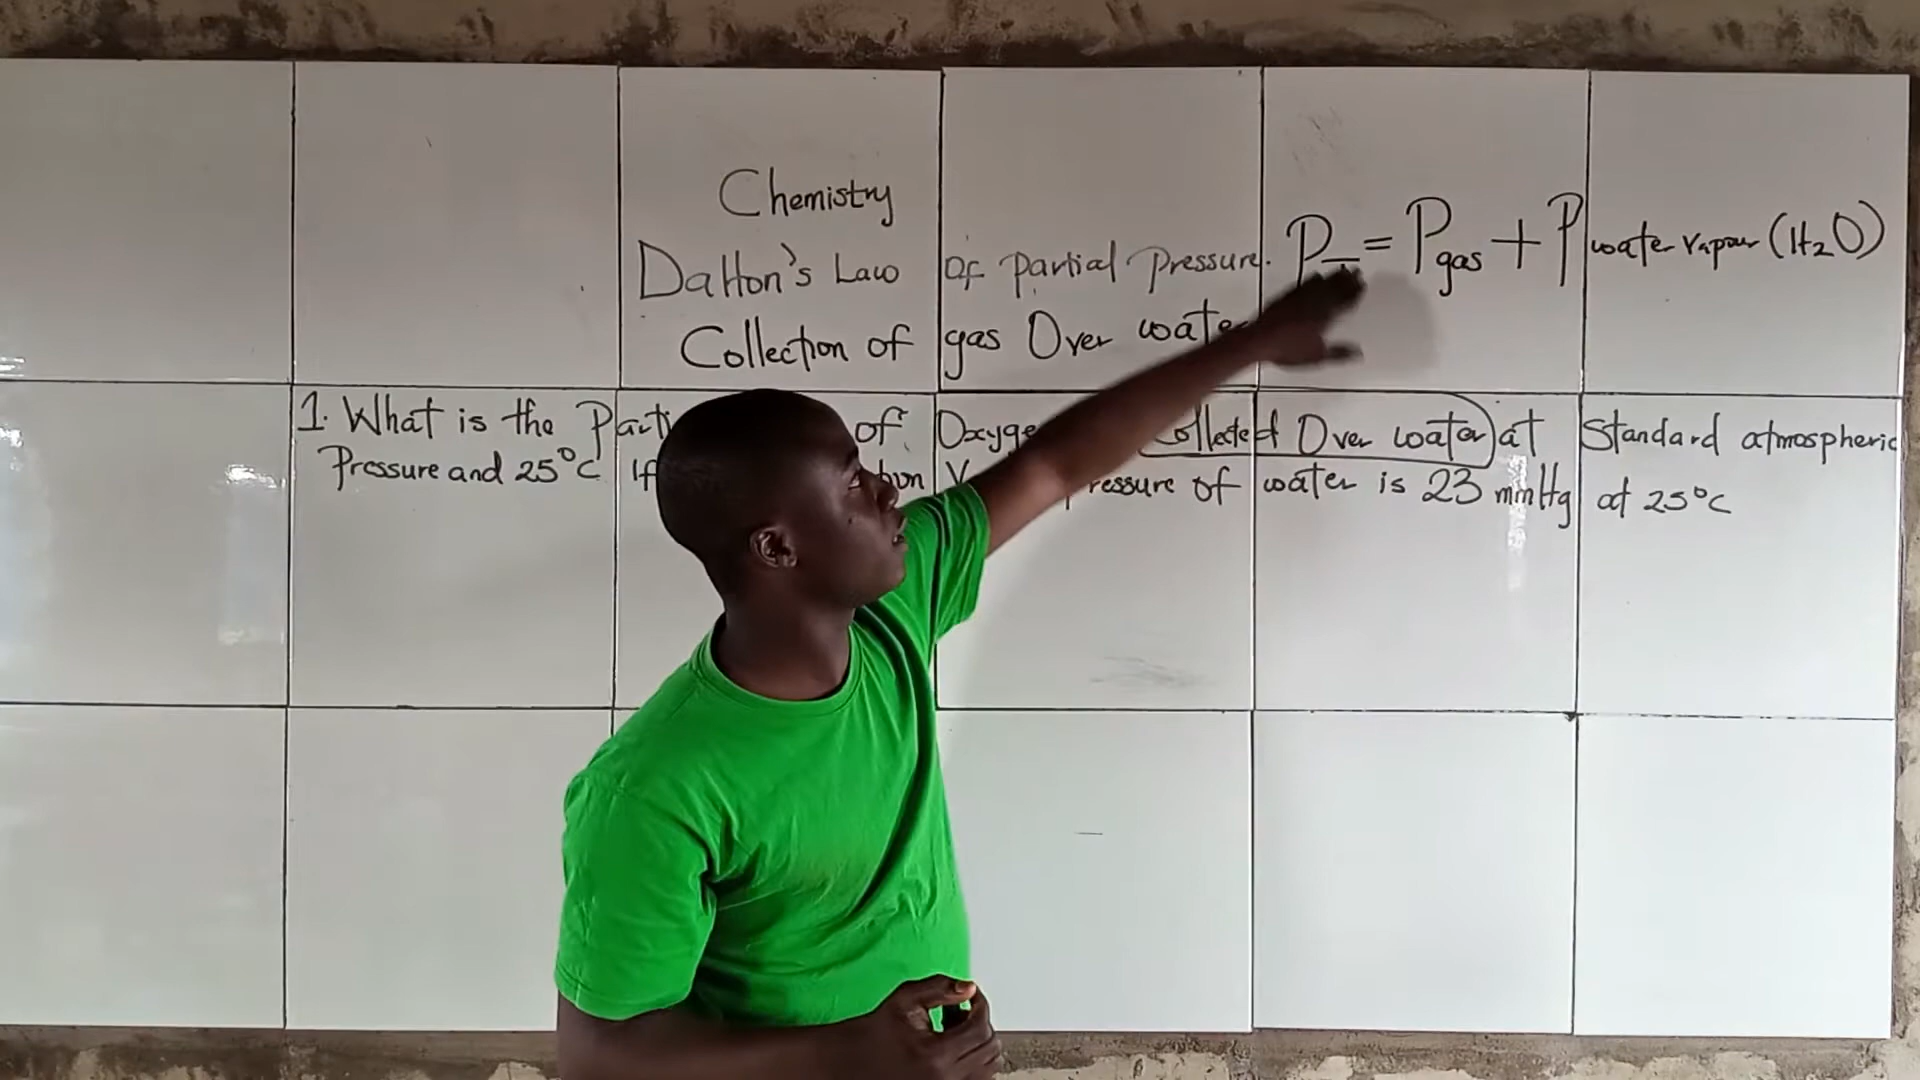 Chemistry
Dalton's Law of partial pressure.
Collection of gas Over water
P = Pgas + P water vapour (H₂O)
1. What is the of Collected Over water at Standard atmospheric
Pressure and 25°C If of water is 23 mmHg at 25°C